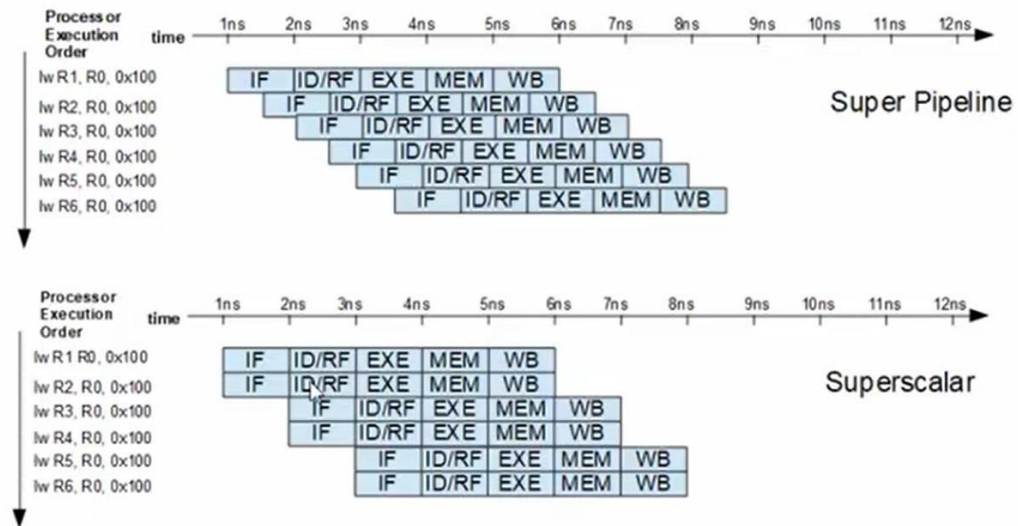 Processor
Execution
Order
time 1ns 2ns 3ns 4ns 5ns 6ns 7ns 8ns 9ns 10ns 11ns 12ns
lw R1, R0, 0x100 IF ID/RF EXE MEM WB
lw R2, R0, 0x100 IF ID/RF EXE MEM WB
Super Pipeline
lw R3, R0, 0x100 IF ID/RF EXE MEM WB
lw R4, R0, 0x100 IF ID/RF EXE MEM WB
lw R5, R0, 0x100 IF ID/RF EXE MEM WB
lw R6, R0, 0x100 IF ID/RF EXE MEM WB
Processor
Execution
Order
time 1ns 2ns 3ns 4ns 5ns 6ns 7ns 8ns 9ns 10ns 11ns 12ns
lw R1 R0, 0x100 IF ID/RF EXE MEM WB
lw R2, R0, 0x100 IF ID/RF EXE MEM WB
Superscalar
lw R3, R0, 0x100 IF ID/RF EXE MEM WB
lw R4, R0, 0x100 IF ID/RF EXE MEM WB
lw R5, R0, 0x100 IF ID/RF EXE MEM WB
lw R6, R0, 0x100 IF ID/RF EXE MEM WB